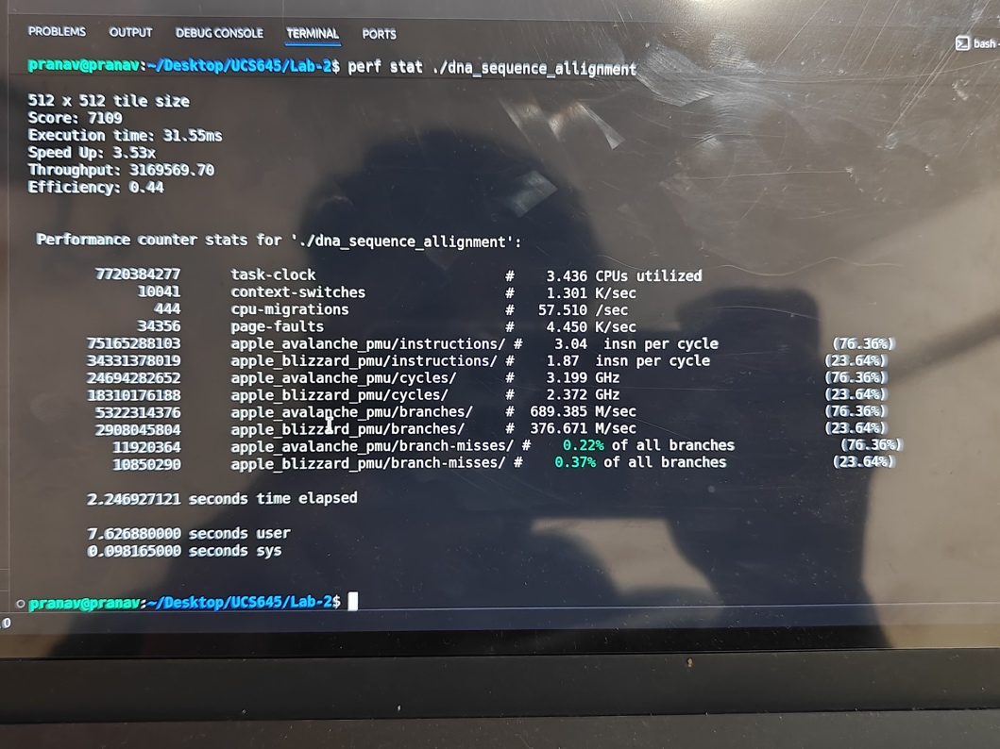 PROBLEMS OUTPUT DEBUG CONSOLE TERMINAL PORTS
bash
pranav@pranav:~/Desktop/UCS645/Lab-2$ perf stat ./dna_sequence_allignment
512 x 512 tile size
Score: 7109
Execution time: 31.55ms
Speed Up: 3.53x
Throughput: 3169569.70
Efficiency: 0.44
Performance counter stats for './dna_sequence_allignment':
7720384277 task-clock # 3.436 CPUs utilized
10041 context-switches # 1.301 K/sec
444 cpu-migrations # 57.510 /sec
34356 page-faults # 4.450 K/sec
75165288103 apple_avalanche_pmu/instructions/ # 3.04 insn per cycle (76.36%)
34331378019 apple_blizzard_pmu/instructions/ # 1.87 insn per cycle (23.64%)
24694282652 apple_avalanche_pmu/cycles/ # 3.199 GHz (76.36%)
18310176188 apple_blizzard_pmu/cycles/ # 2.372 GHz (23.64%)
5322314376 apple_avalanche_pmu/branches/ # 689.385 M/sec (76.36%)
2908045804 apple_blizzard_pmu/branches/ # 376.671 M/sec (23.64%)
11920364 apple_avalanche_pmu/branch-misses/ # 0.22% of all branches (76.36%)
10850290 apple_blizzard_pmu/branch-misses/ # 0.37% of all branches (23.64%)
2.246927121 seconds time elapsed
7.626880000 seconds user
0.098165000 seconds sys
pranav@pranav:~/Desktop/UCS645/Lab-2$
0